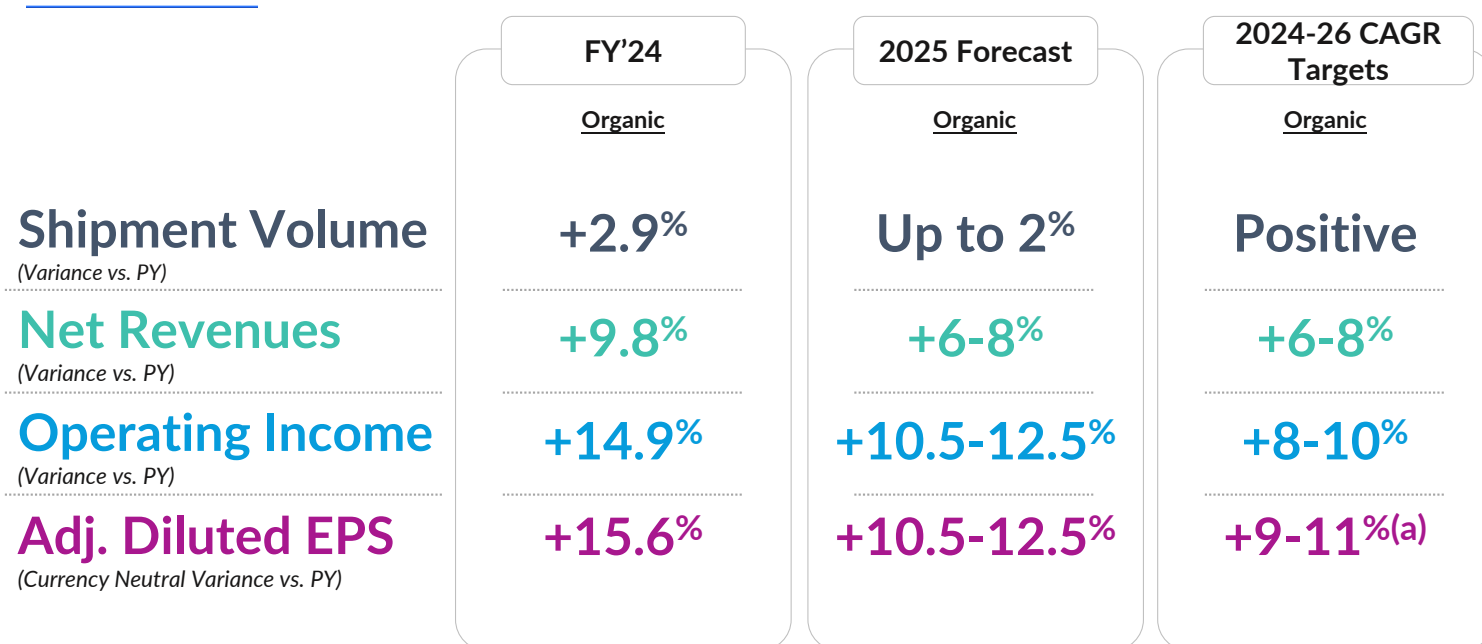 FY’24
2025 Forecast
2024-26 CAGR
Targets
Organic
Organic
Organic
Shipment Volume
(Variance vs. PY)
+2.9%
Up to 2%
Positive
Net Revenues
(Variance vs. PY)
+9.8%
+6-8%
+6-8%
Operating Income
(Variance vs. PY)
+14.9%
+10.5-12.5%
+8-10%
Adj. Diluted EPS
(Currency Neutral Variance vs. PY)
+15.6%
+10.5-12.5%
+9-11%(a)